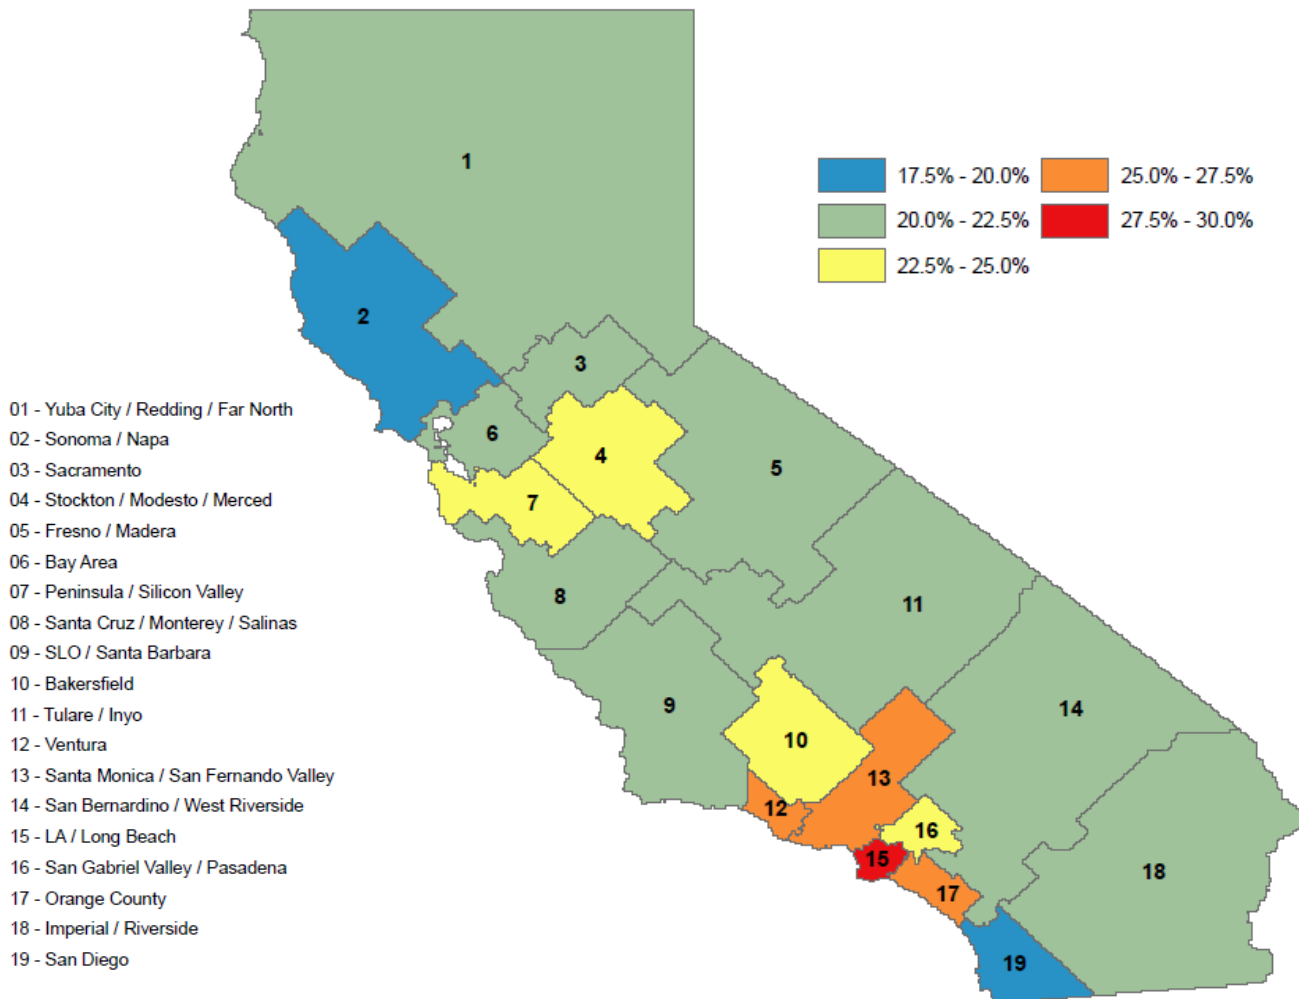 1
17.5% - 20.0%
25.0% - 27.5%
20.0% - 22.5%
27.5% - 30.0%
22.5% - 25.0%
2
3
6
4
5
7
8
11
9
14
10
13
12
16
15
18
17
19
01 - Yuba City / Redding / Far North
02 - Sonoma / Napa
03 - Sacramento
04 - Stockton / Modesto / Merced
05 - Fresno / Madera
06 - Bay Area
07 - Peninsula / Silicon Valley
08 - Santa Cruz / Monterey / Salinas
09 - SLO / Santa Barbara
10 - Bakersfield
11 - Tulare / Inyo
12 - Ventura
13 - Santa Monica / San Fernando Valley
14 - San Bernardino / West Riverside
15 - LA / Long Beach
16 - San Gabriel Valley / Pasadena
17 - Orange County
18 - Imperial / Riverside
19 - San Diego